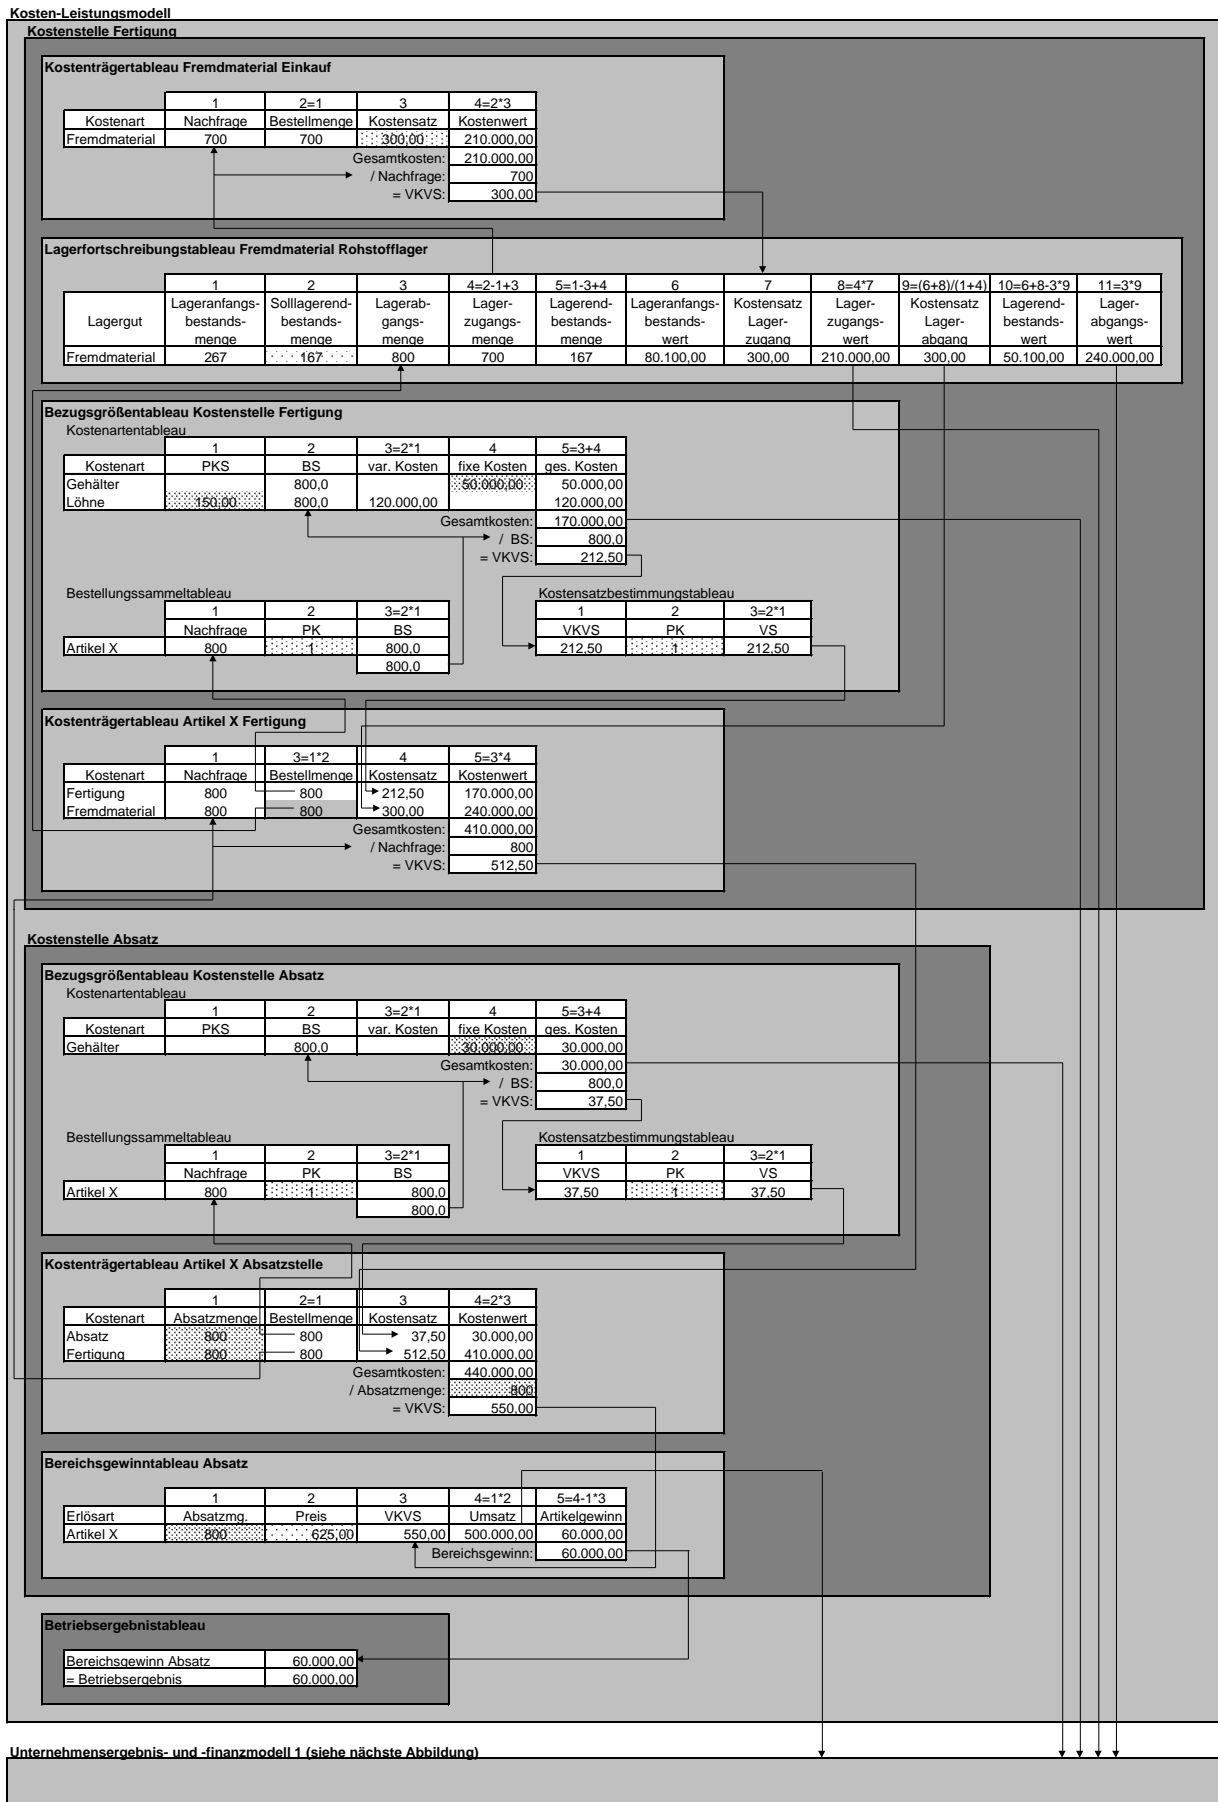 Kosten-Leistungsmodell
Kostenstelle Fertigung
Kostenträgertableau Fremdmaterial Einkauf
1 2=1 3 4=2*3
Kostenart Nachfrage Bestellmenge Kostensatz Kostenwert
Fremdmaterial 700 700 300,00 210.000,00
Gesamtkosten: 210.000,00
/ Nachfrage: 700
= VKVS: 300,00
Lagerfortschreibungstableau Fremdmaterial Rohstofflager
1 2 3 4=2-1+3 5=1-3+4 6 7 8=4*7 9=(6+8)/(1+4) 10=6+8-3*9 11=3*9
Lageranfangs- Solllagerend- Lagerab- Lager- Lagerend- Lageranfangs- Kostensatz Lager- Kostensatz Lagerend- Lager-
Lagergut bestands- bestands- gangs- zugangs- bestands- bestands- Lager- zugangs- Lager- bestands- abgangs-
menge menge menge menge menge wert zugang wert abgang wert wert
Fremdmaterial 267 167 800 700 167 80.100,00 300,00 210.000,00 300,00 50.100,00 240.000,00
Bezugsgrößentableau Kostenstelle Fertigung
Kostenartentableau
1 2 3=2*1 4 5=3+4
Kostenart PKS BS var. Kosten fixe Kosten ges. Kosten
Gehälter 800,0 50.000,00 50.000,00
Löhne 150,00 800,0 120.000,00 120.000,00
Gesamtkosten: 170.000,00
/ BS: 800,0
= VKVS: 212,50
Bestellungssammeltableau Kostensatzbestimmungstableau
1 2 3=2*1 1 2 3=2*1
Nachfrage PK BS VKVS PK VS
Artikel X 800 1 800,0 212,50 1 212,50
800,0
Kostenträgertableau Artikel X Fertigung
1 3=1*2 4 5=3*4
Kostenart Nachfrage Bestellmenge Kostensatz Kostenwert
Fertigung 800 800 212,50 170.000,00
Fremdmaterial 800 800 300,00 240.000,00
Gesamtkosten: 410.000,00
/ Nachfrage: 800
= VKVS: 512,50
Kostenstelle Absatz
Bezugsgrößentableau Kostenstelle Absatz
Kostenartentableau
1 2 3=2*1 4 5=3+4
Kostenart PKS BS var. Kosten fixe Kosten ges. Kosten
Gehälter 800,0 30.000,00 30.000,00
Gesamtkosten: 30.000,00
/ BS: 800,0
= VKVS: 37,50
Bestellungssammeltableau Kostensatzbestimmungstableau
1 2 3=2*1 1 2 3=2*1
Nachfrage PK BS VKVS PK VS
Artikel X 800 1 800,0 37,50 1 37,50
800,0
Kostenträgertableau Artikel X Absatzstelle
1 2=1 3 4=2*3
Kostenart Absatzmenge Bestellmenge Kostensatz Kostenwert
Absatz 800 800 37,50 30.000,00
Fertigung 800 800 512,50 410.000,00
Gesamtkosten: 440.000,00
/ Absatzmenge: 800
= VKVS: 550,00
Bereichsgewinntableau Absatz
1 2 3 4=1*2 5=4-1*3
Erlösart Absatzmg. Preis VKVS Umsatz Artikelgewinn
Artikel X 800 625,00 550,00 500.000,00 60.000,00
Bereichsgewinn: 60.000,00
Betriebsergebnistableau
Bereichsgewinn Absatz 60.000,00
= Betriebsergebnis 60.000,00
Unternehmensergebnis- und -finanzmodell 1 (siehe nächste Abbildung)